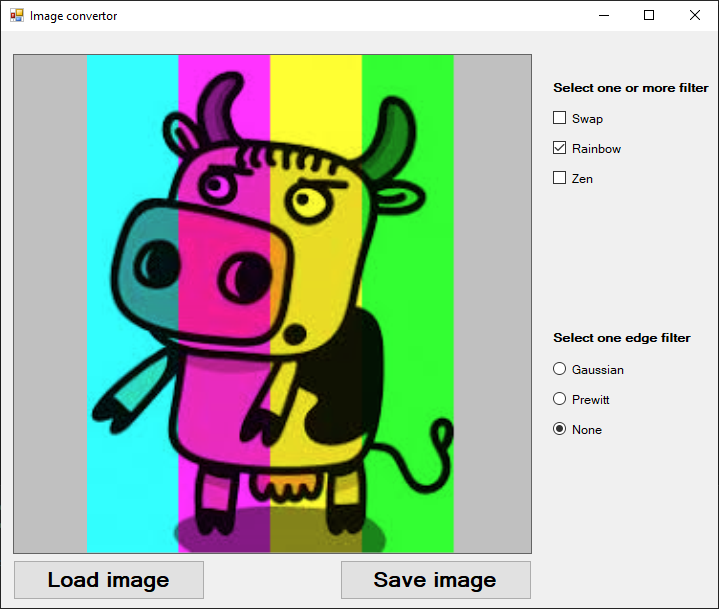 Image convertor
Select one or more filter
Swap
Rainbow
Zen
Select one edge filter
Gaussian
Prewitt
None
Load image
Save image